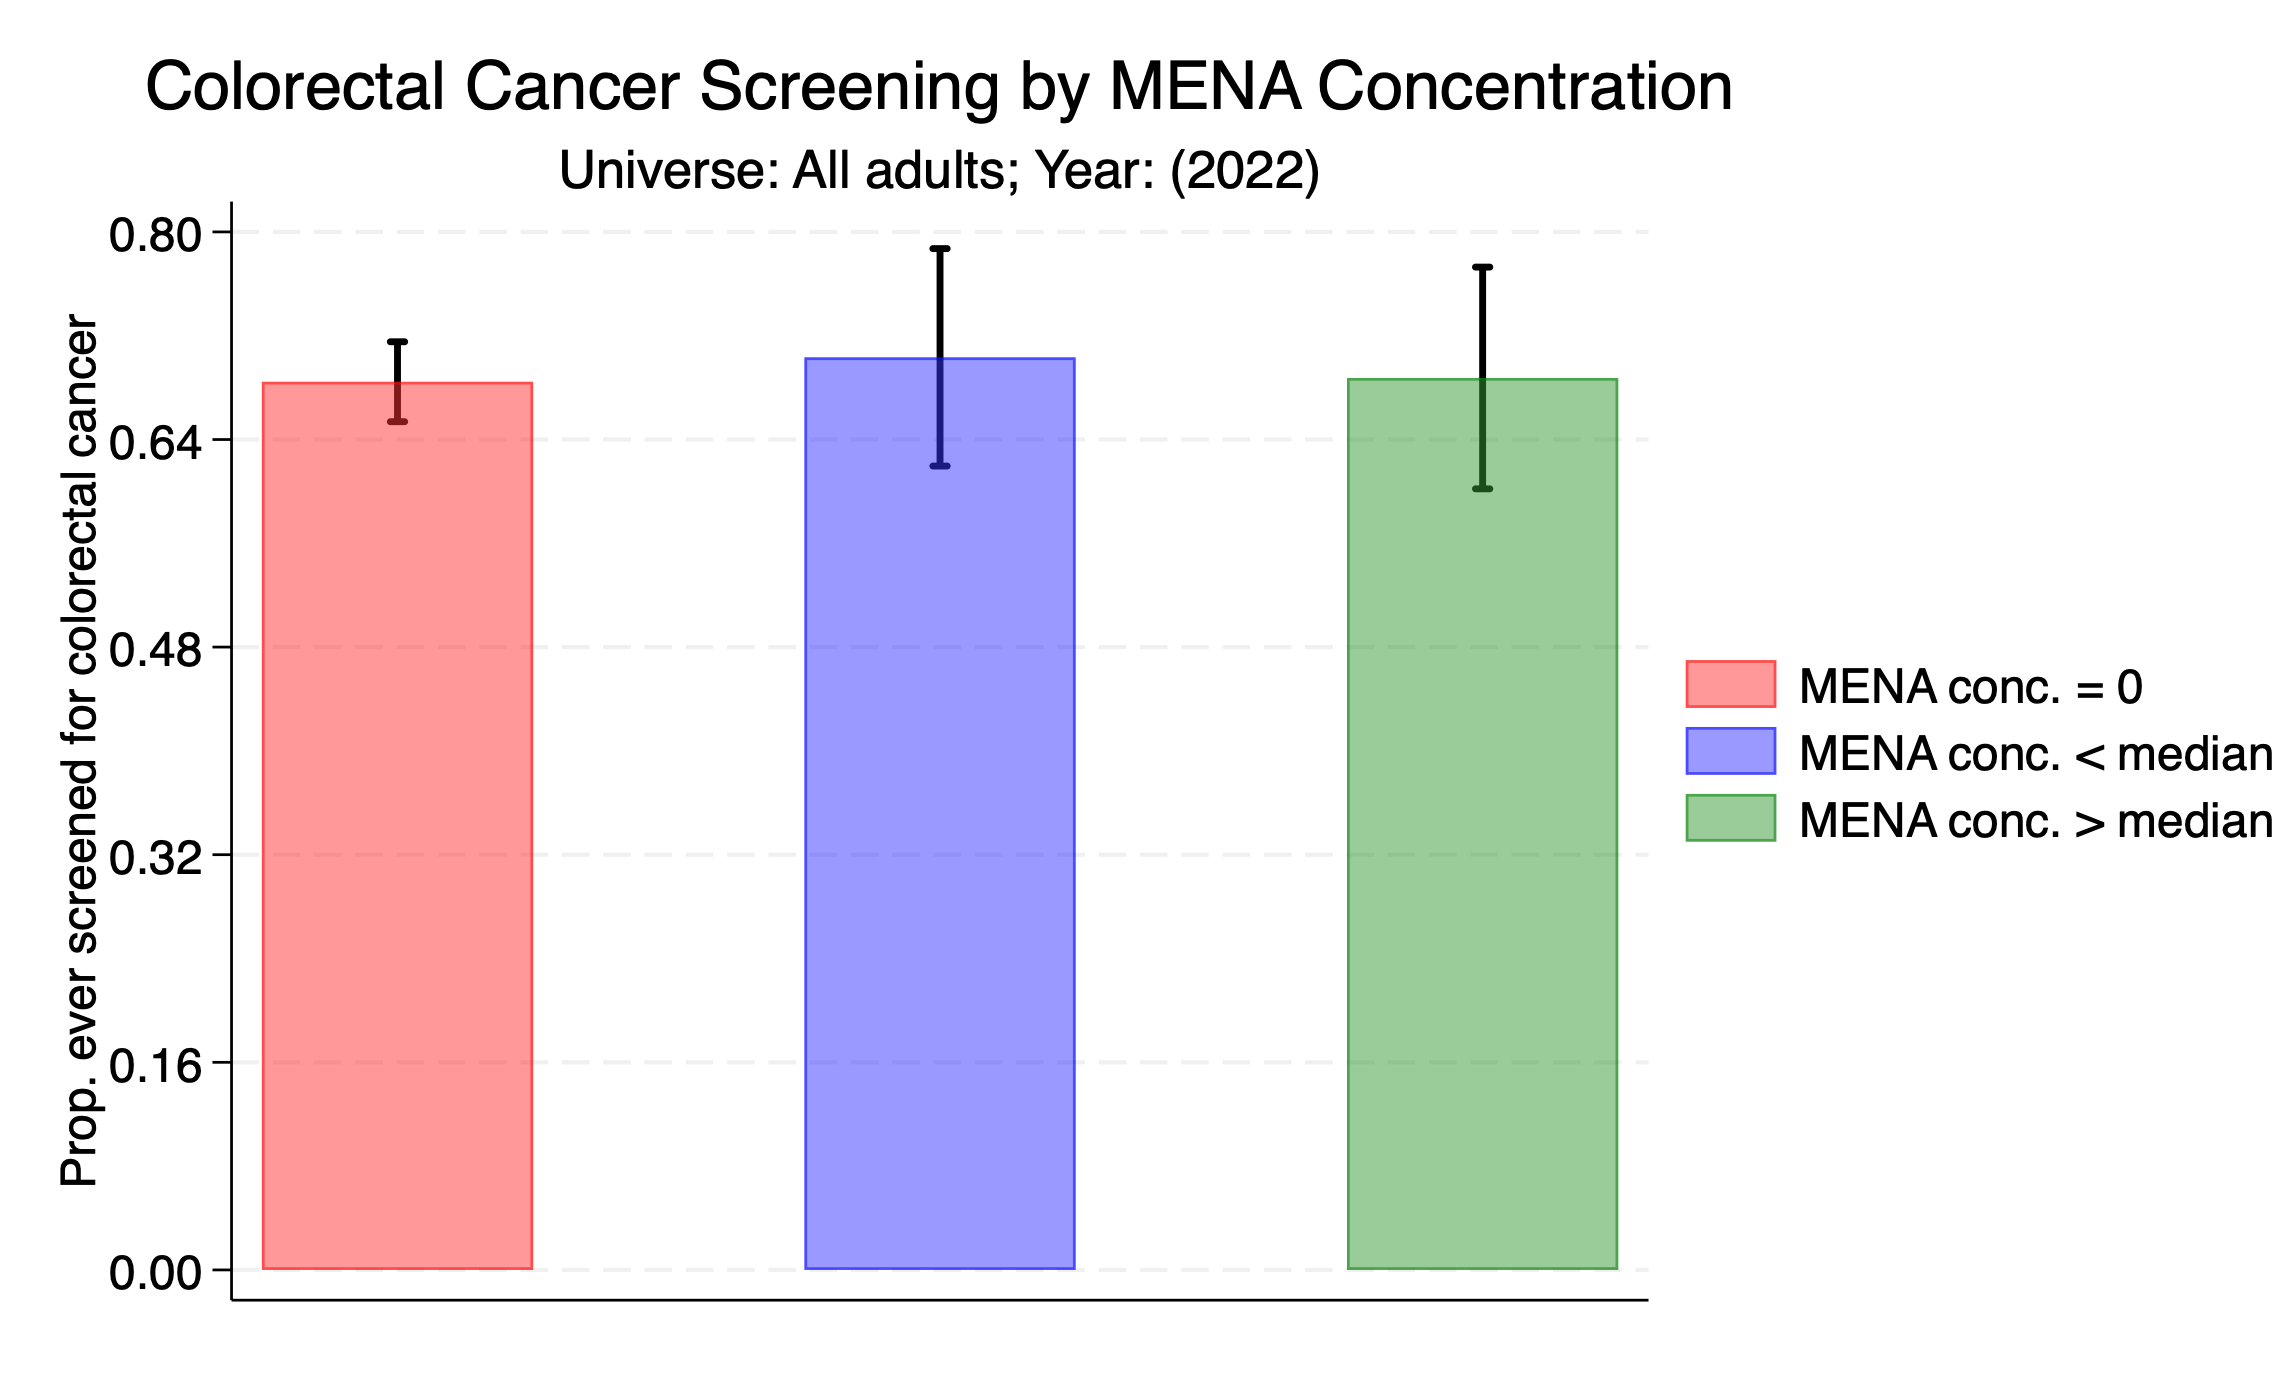 Colorectal Cancer Screening by MENA Concentration
Universe: All adults; Year: (2022)
Prop. ever screened for colorectal cancer
0.80
0.64
0.48
0.32
0.16
0.00
MENA conc. = 0
MENA conc. < median
MENA conc. > median